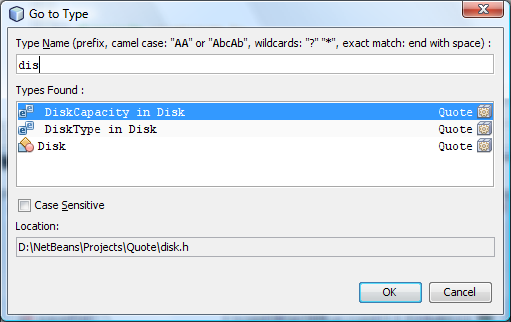 Go to Type
Type Name (prefix, camel case: "AA" or "AbcAb", wildcards: "?" "*", exact match: end with space) :
dis
Types Found :
DiskCapacity in Disk Quote
DiskType in Disk Quote
Disk Quote
Case Sensitive
Location:
D:\NetBeans\Projects\Quote\disk.h
OK Cancel